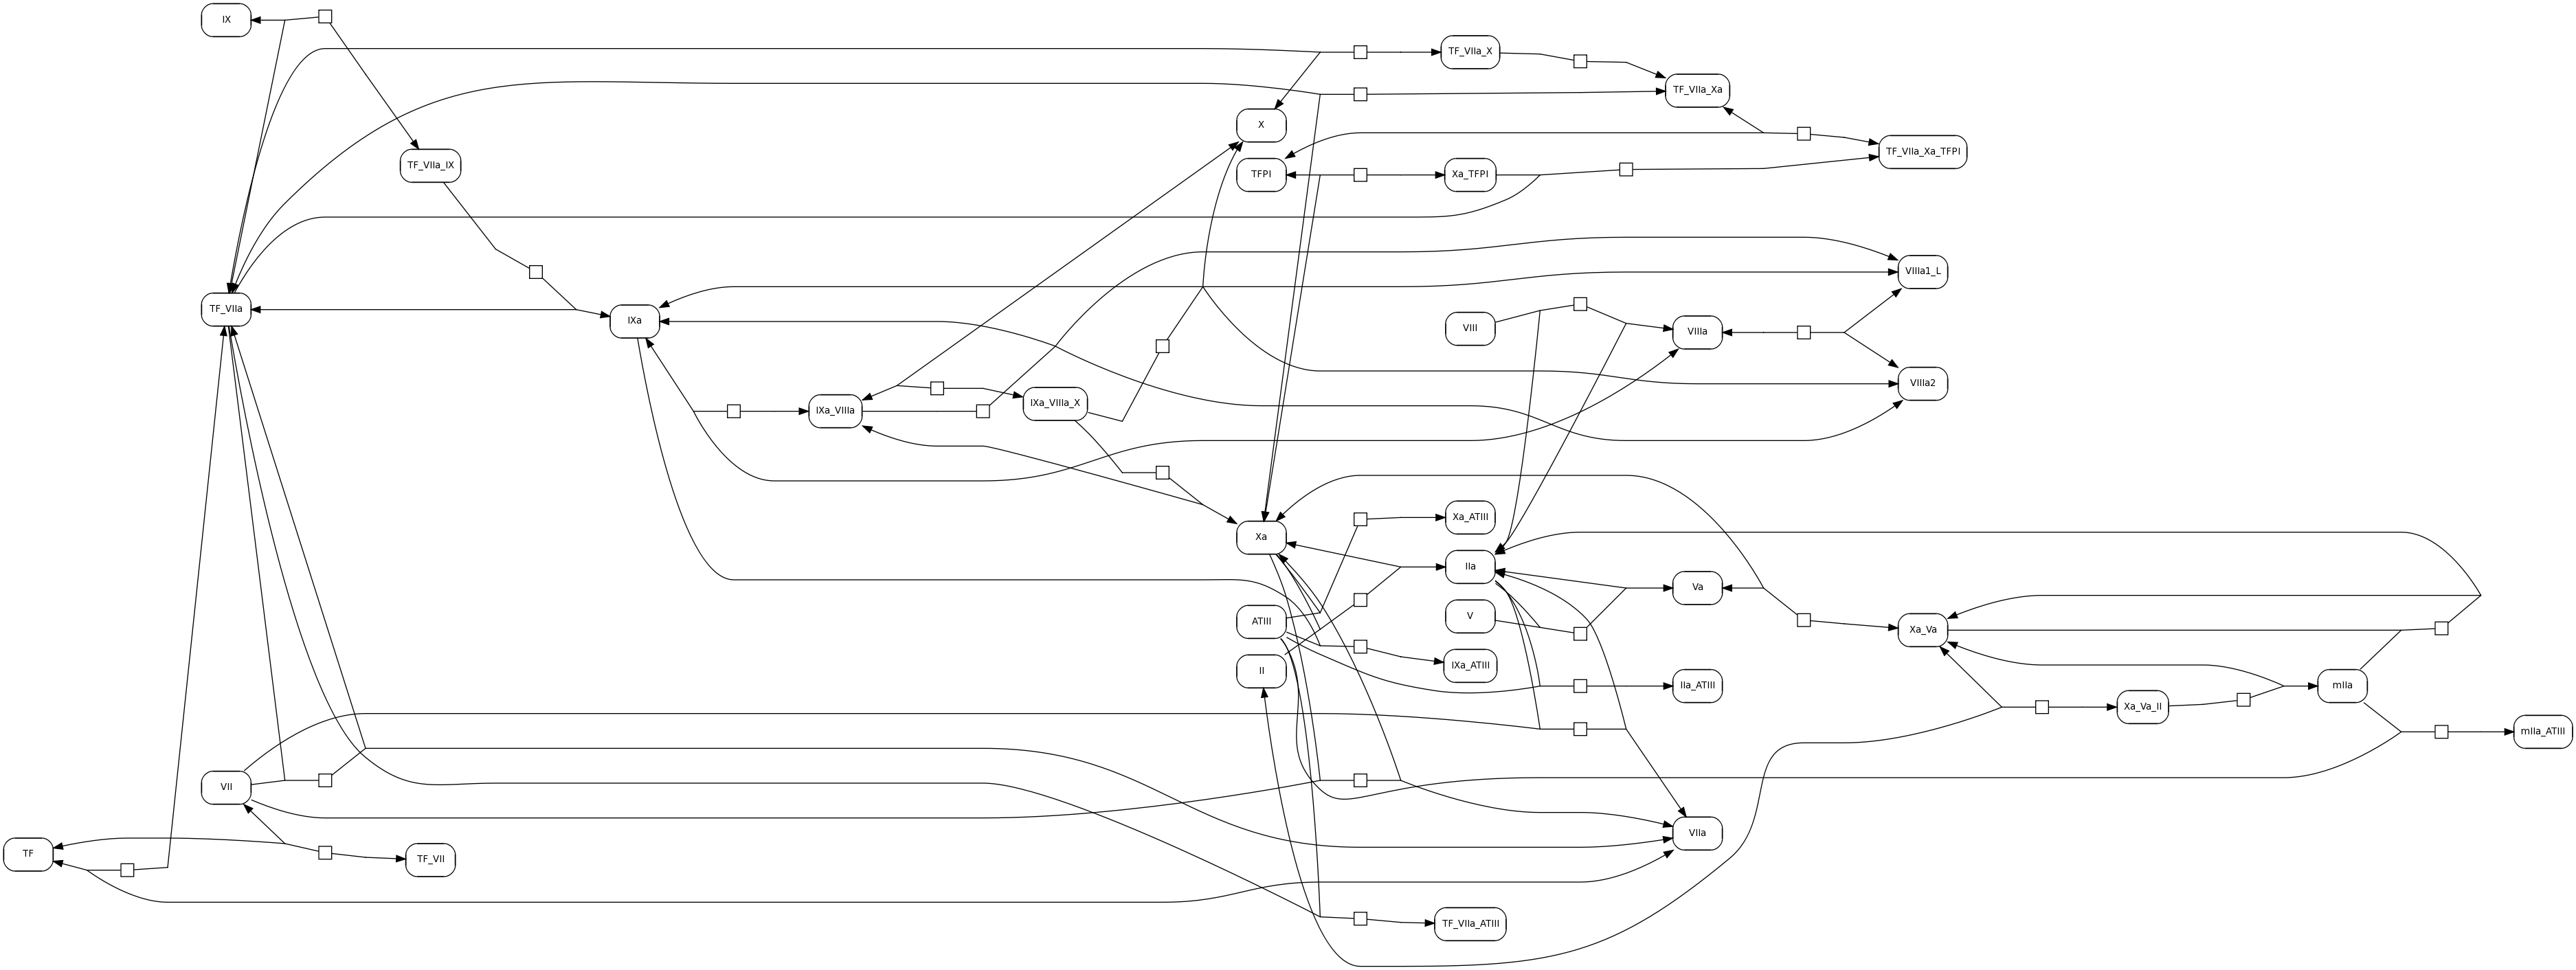 IX
TF_VIIa_X
TF_VIIa_Xa
X
TF_VIIa_Xa_TFPI
TF_VIIa_IX
TFPI
Xa_TFPI
VIIIa1_L
TF_VIIa
IXa
VIII
VIIIa
VIIIa2
IXa_VIIIa
IXa_VIIIa_X
Xa_ATIII
Xa
IIa
Va
ATIII
V
Xa_Va
II
IXa_ATIII
IIa_ATIII
mIIa
Xa_Va_II
mIIa_ATIII
VII
VIIa
TF
TF_VII
TF_VIIa_ATIII